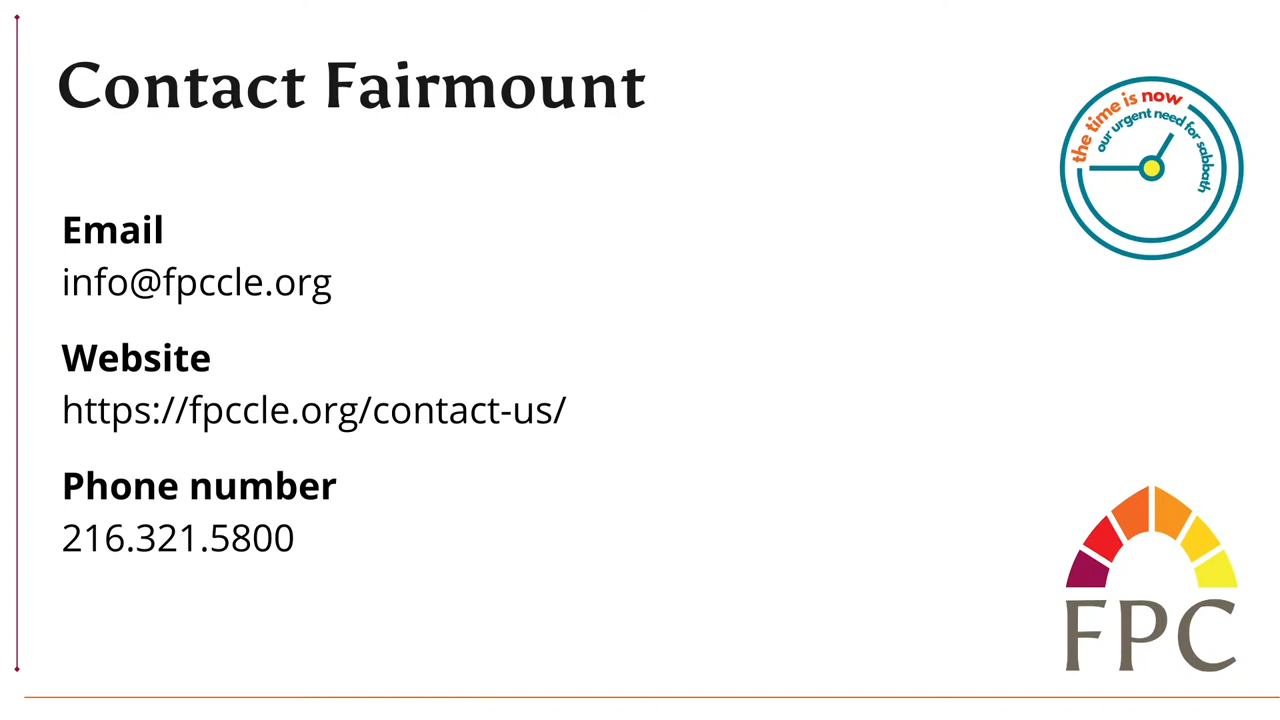 Contact Fairmount
the time is now
our urgent need for sabbath
Email
info@fpccle.org
Website
https://fpccle.org/contact-us/
Phone number
216.321.5800
FPC